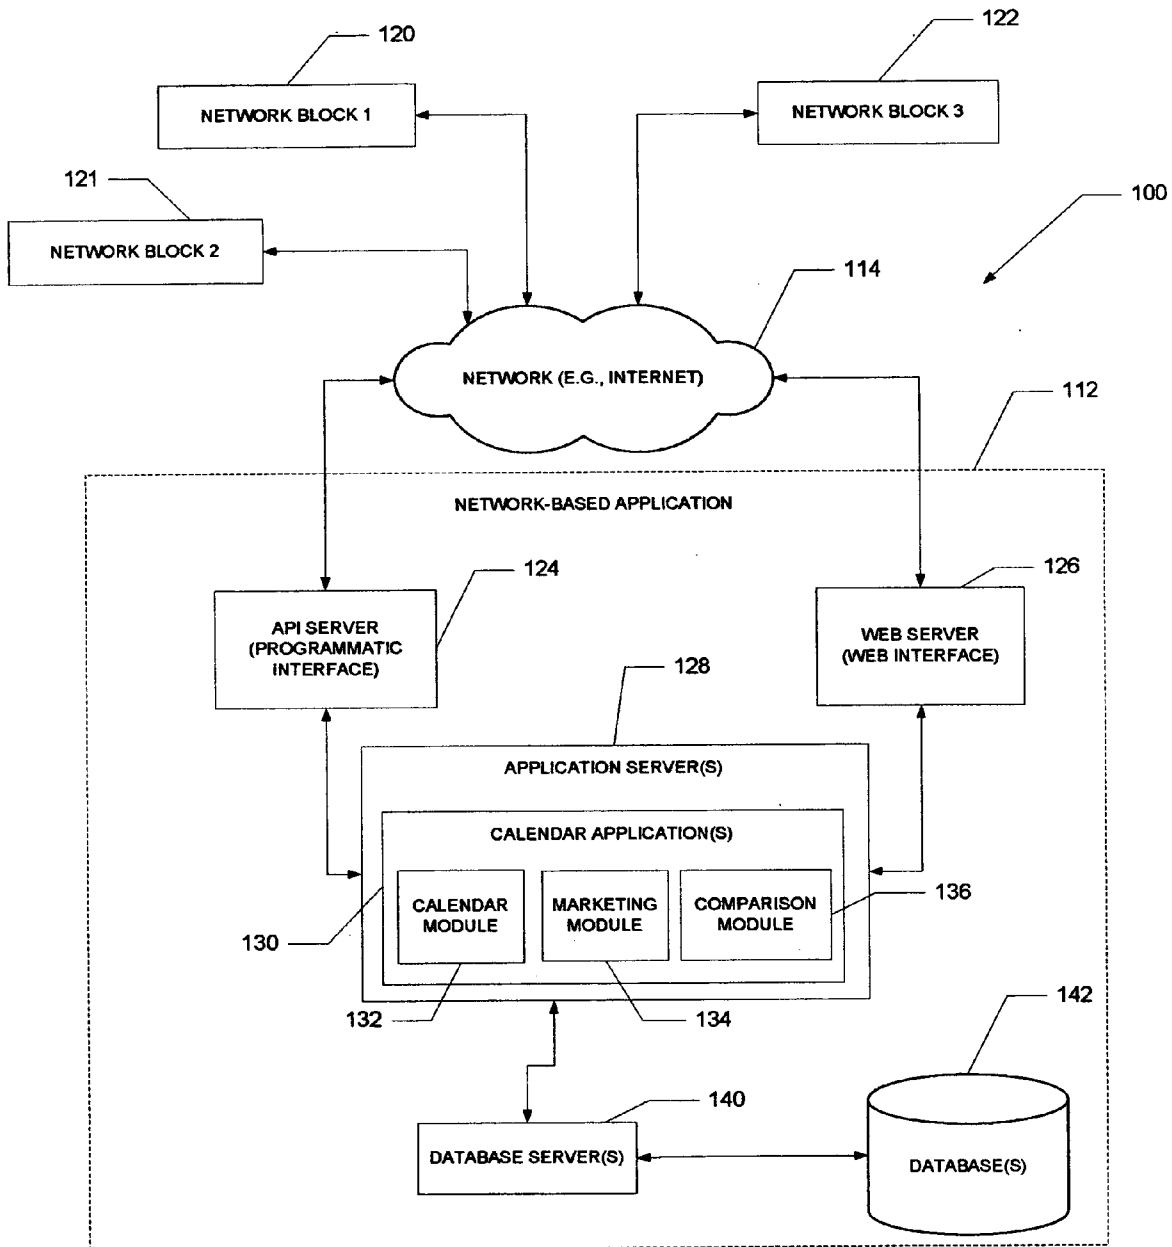 120
122
NETWORK BLOCK 1
NETWORK BLOCK 3
121
100
NETWORK BLOCK 2
114
NETWORK (E.G., INTERNET)
112
NETWORK-BASED APPLICATION
124
126
API SERVER
(PROGRAMMATIC
INTERFACE)
WEB SERVER
(WEB INTERFACE)
128
APPLICATION SERVER(S)
CALENDAR APPLICATION(S)
CALENDAR
MODULE
MARKETING
MODULE
COMPARISON
MODULE
136
130
132
134
142
140
DATABASE SERVER(S)
DATABASE(S)